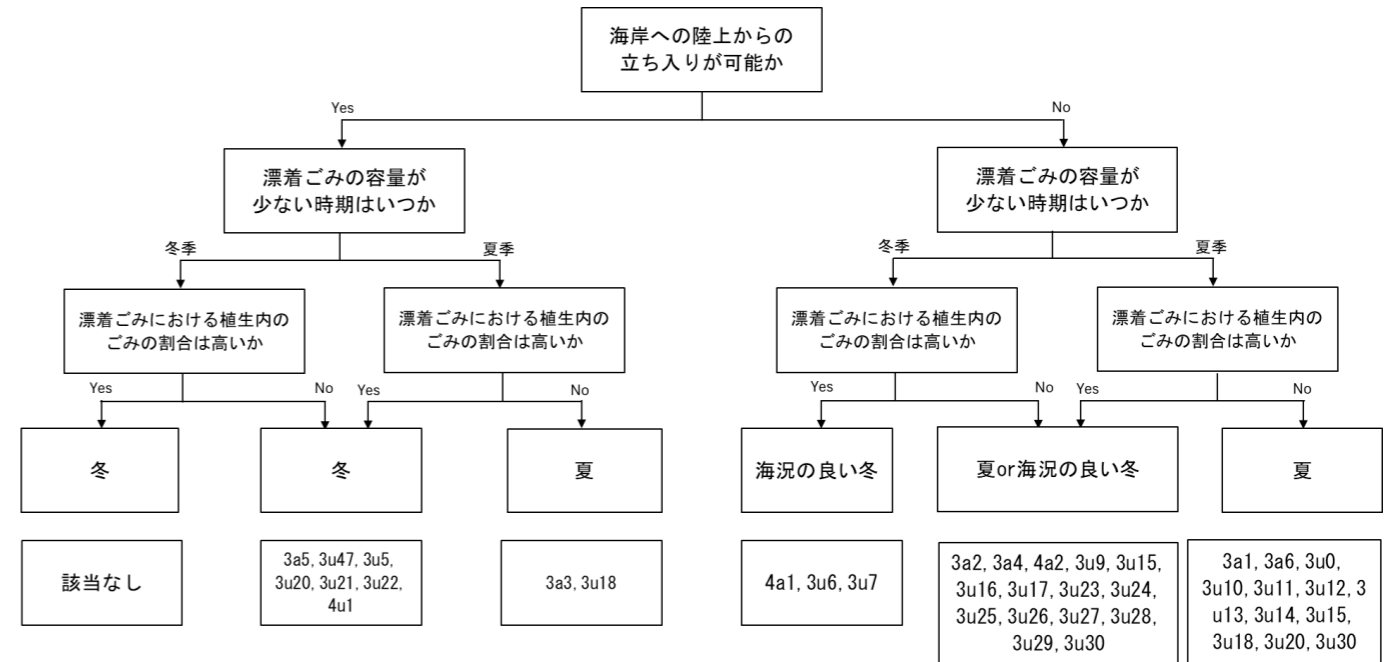 海岸への陸上からの
立ち入りが可能か
Yes
No
漂着ごみの容量が
少ない時期はいつか
漂着ごみの容量が
少ない時期はいつか
冬季
夏季
冬季
夏季
漂着ごみにおける植生内の
ごみの割合は高いか
漂着ごみにおける植生内の
ごみの割合は高いか
漂着ごみにおける植生内の
ごみの割合は高いか
漂着ごみにおける植生内の
ごみの割合は高いか
Yes
No
Yes
No
Yes
No
Yes
No
冬
冬
夏
海況の良い冬
夏or海況の良い冬
夏
該当なし
3a5, 3u47, 3u5,
3u20, 3u21, 3u22,
4u1
3a3, 3u18
4a1, 3u6, 3u7
3a2, 3a4, 4a2, 3u9, 3u15,
3u16, 3u17, 3u23, 3u24,
3u25, 3u26, 3u27, 3u28,
3u29, 3u30
3a1, 3a6, 3u0,
3u10, 3u11, 3u12, 3
u13, 3u14, 3u15,
3u18, 3u20, 3u30